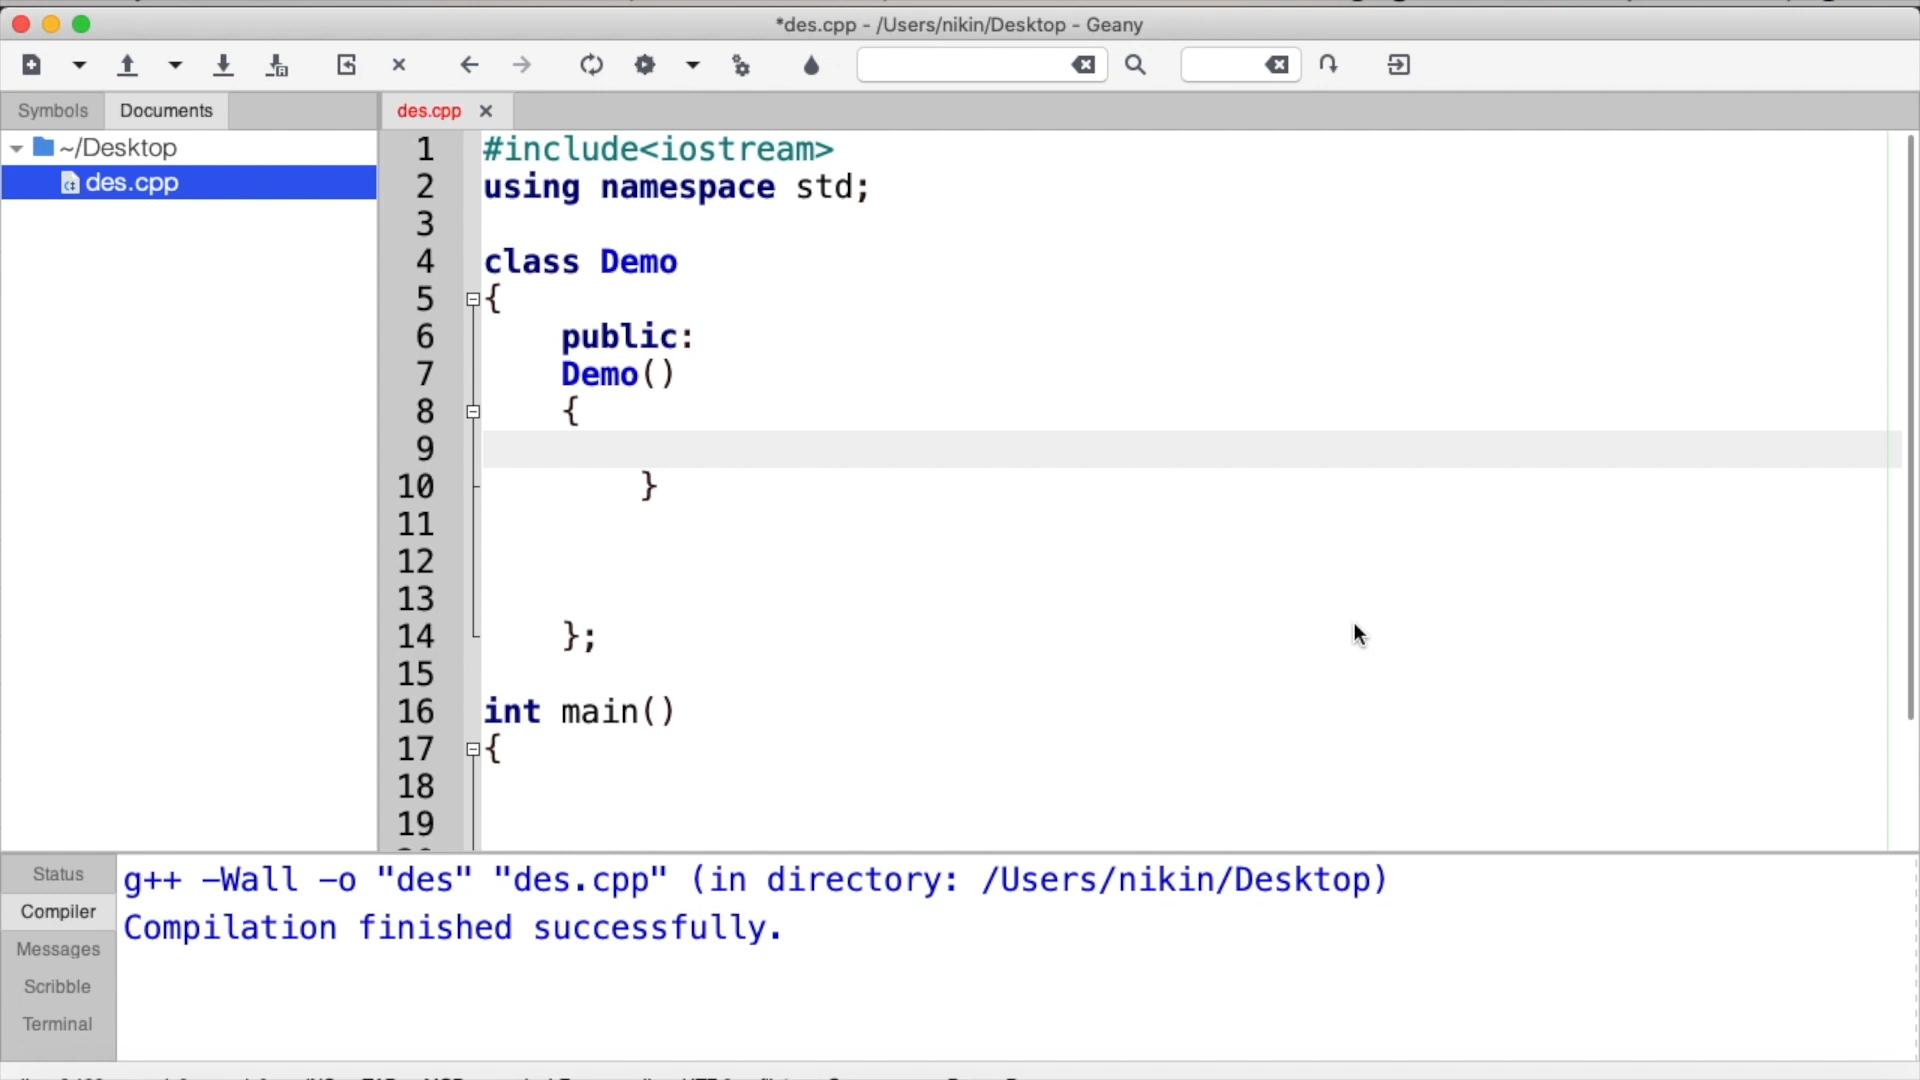 *des.cpp - /Users/nikin/Desktop - Geany
Symbols Documents
des.cpp
~/Desktop
des.cpp
1 #include<iostream>
2 using namespace std;
3
4 class Demo
5 {
6 public:
7 Demo()
8 {
9
10 }
11
12
13
14 };
15
16 int main()
17 {
18
19
Status
Compiler
Messages
Scribble
Terminal
g++ -Wall -o "des" "des.cpp" (in directory: /Users/nikin/Desktop)
Compilation finished successfully.